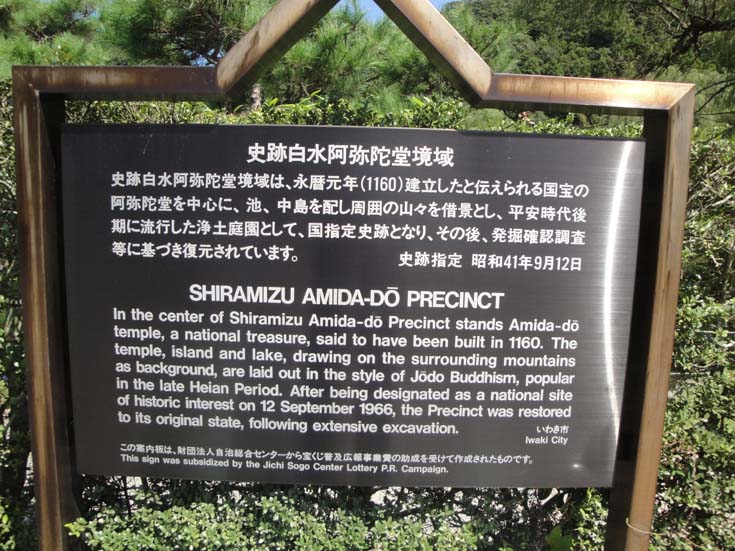 史跡白水阿弥陀堂境域
史跡白水阿弥陀堂境域は、永暦元年(1160)建立したと伝えられる国宝の
阿弥陀堂を中心に、池、中島を配し周囲の山々を借景とし、平安時代後
期に流行した浄土庭園として、国指定史跡となり、その後、発掘確認調査
等に基づき復元されています。 史跡指定 昭和41年9月12日
SHIRAMIZU AMIDA-DŌ PRECINCT
In the center of Shiramizu Amida-dō Precinct stands Amida-dō
temple, a national treasure, said to have been built in 1160. The
temple, island and lake, drawing on the surrounding mountains
as background, are laid out in the style of Jōdo Buddhism, popular
in the late Heian Period. After being designated as a national site
of historic interest on 12 September 1966, the Precinct was restored
to its original state, following extensive excavation.
いわき市
Iwaki City
この案内板は、財団法人自治総合センターから宝くじ普及広報事業費の助成を受けて作成されたものです。
This sign was subsidized by the Jichi Sogo Center Lottery P.R. Campaign.